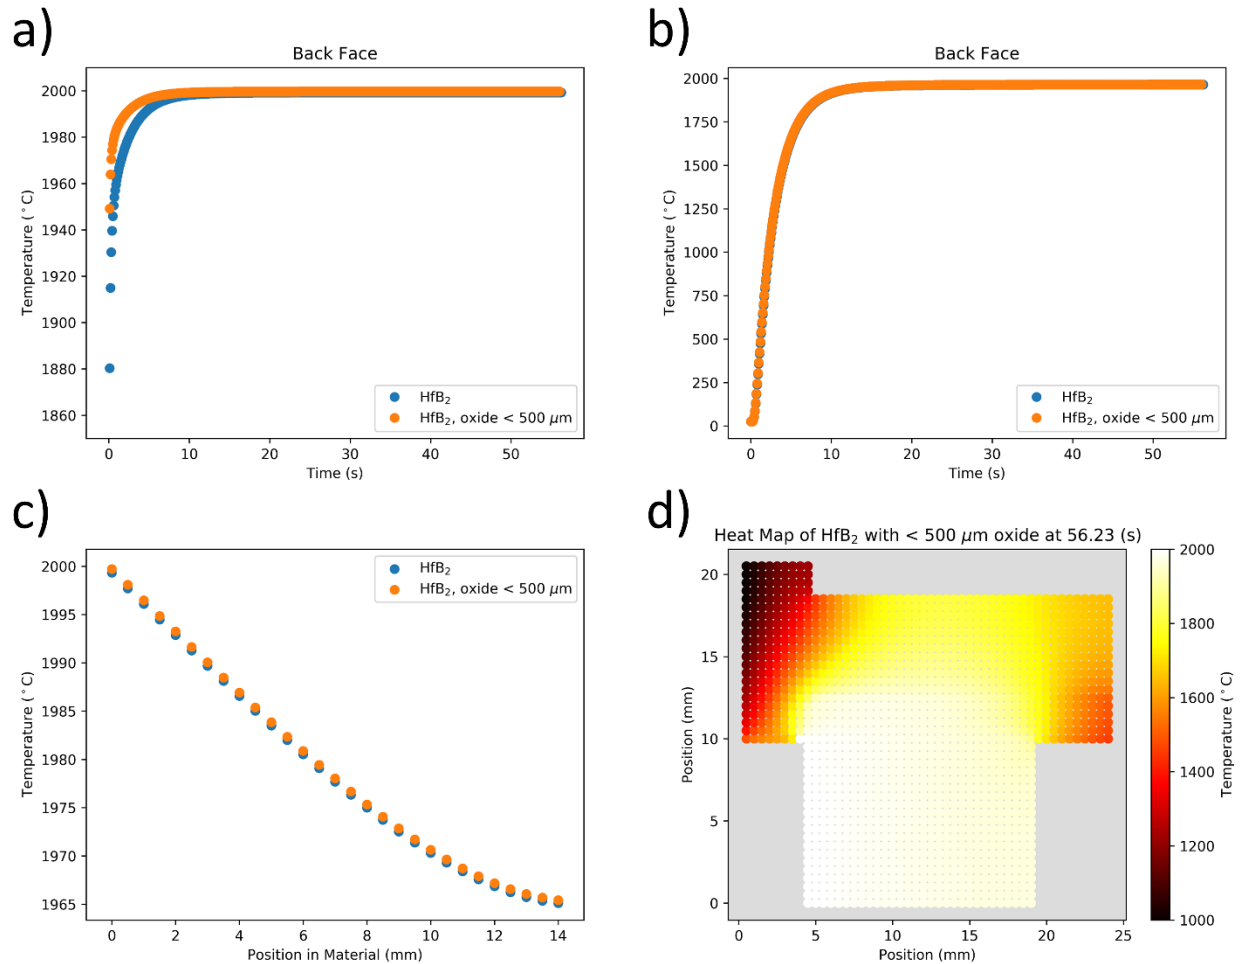 a)
Back Face
2000
1980
1960
1940
1920
1900
1880
1860
Temperature (°C)
0
10
20
30
40
50
Time (s)
HfB₂
HfB₂, oxide < 500 μm
b)
Back Face
2000
1750
1500
1250
1000
750
500
250
0
Temperature (°C)
0
10
20
30
40
50
Time (s)
HfB₂
HfB₂, oxide < 500 μm
c)
2000
1995
1990
1985
1980
1975
1970
1965
Temperature (°C)
0
2
4
6
8
10
12
14
Position in Material (mm)
HfB₂
HfB₂, oxide < 500 μm
d)
Heat Map of HfB₂ with < 500 μm oxide at 56.23 (s)
20
15
10
5
0
Position (mm)
0
5
10
15
20
25
Position (mm)
2000
1800
1600
1400
1200
1000
Temperature (°C)